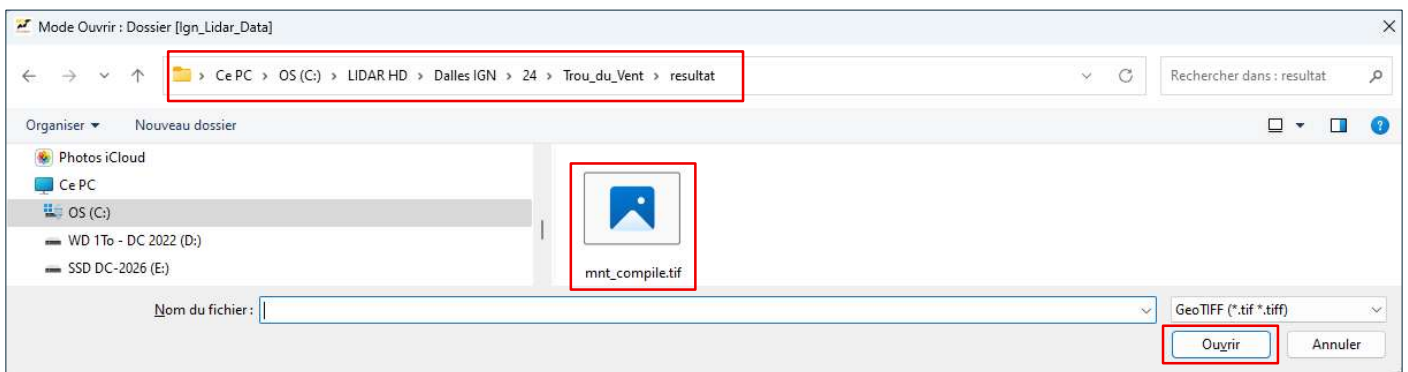 Mode Ouvrir : Dossier [Ign_Lidar_Data]
Ce PC > OS (C:) > LIDAR HD > Dalles IGN > 24 > Trou_du_Vent > resultat
Rechercher dans : resultat
Organiser
Nouveau dossier
Photos iCloud
Ce PC
OS (C:)
WD 1To - DC 2022 (D:)
SSD DC-2026 (E:)
mnt_compile.tif
Nom du fichier :
GeoTIFF (*.tif *.tiff)
Ouvrir
Annuler